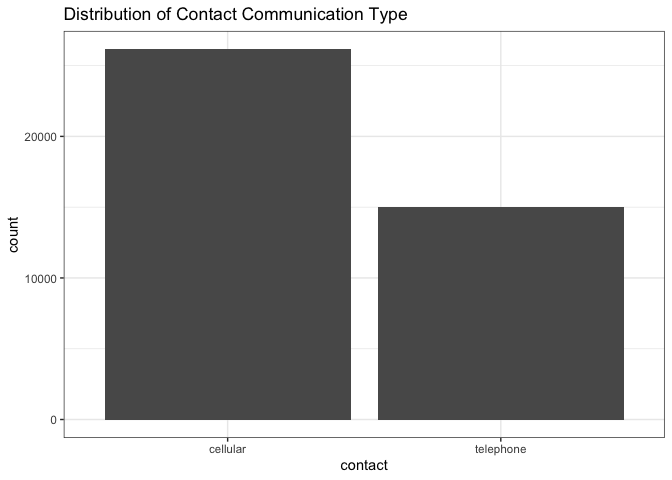 Distribution of Contact Communication Type
count
20000
10000
0
cellular
telephone
contact